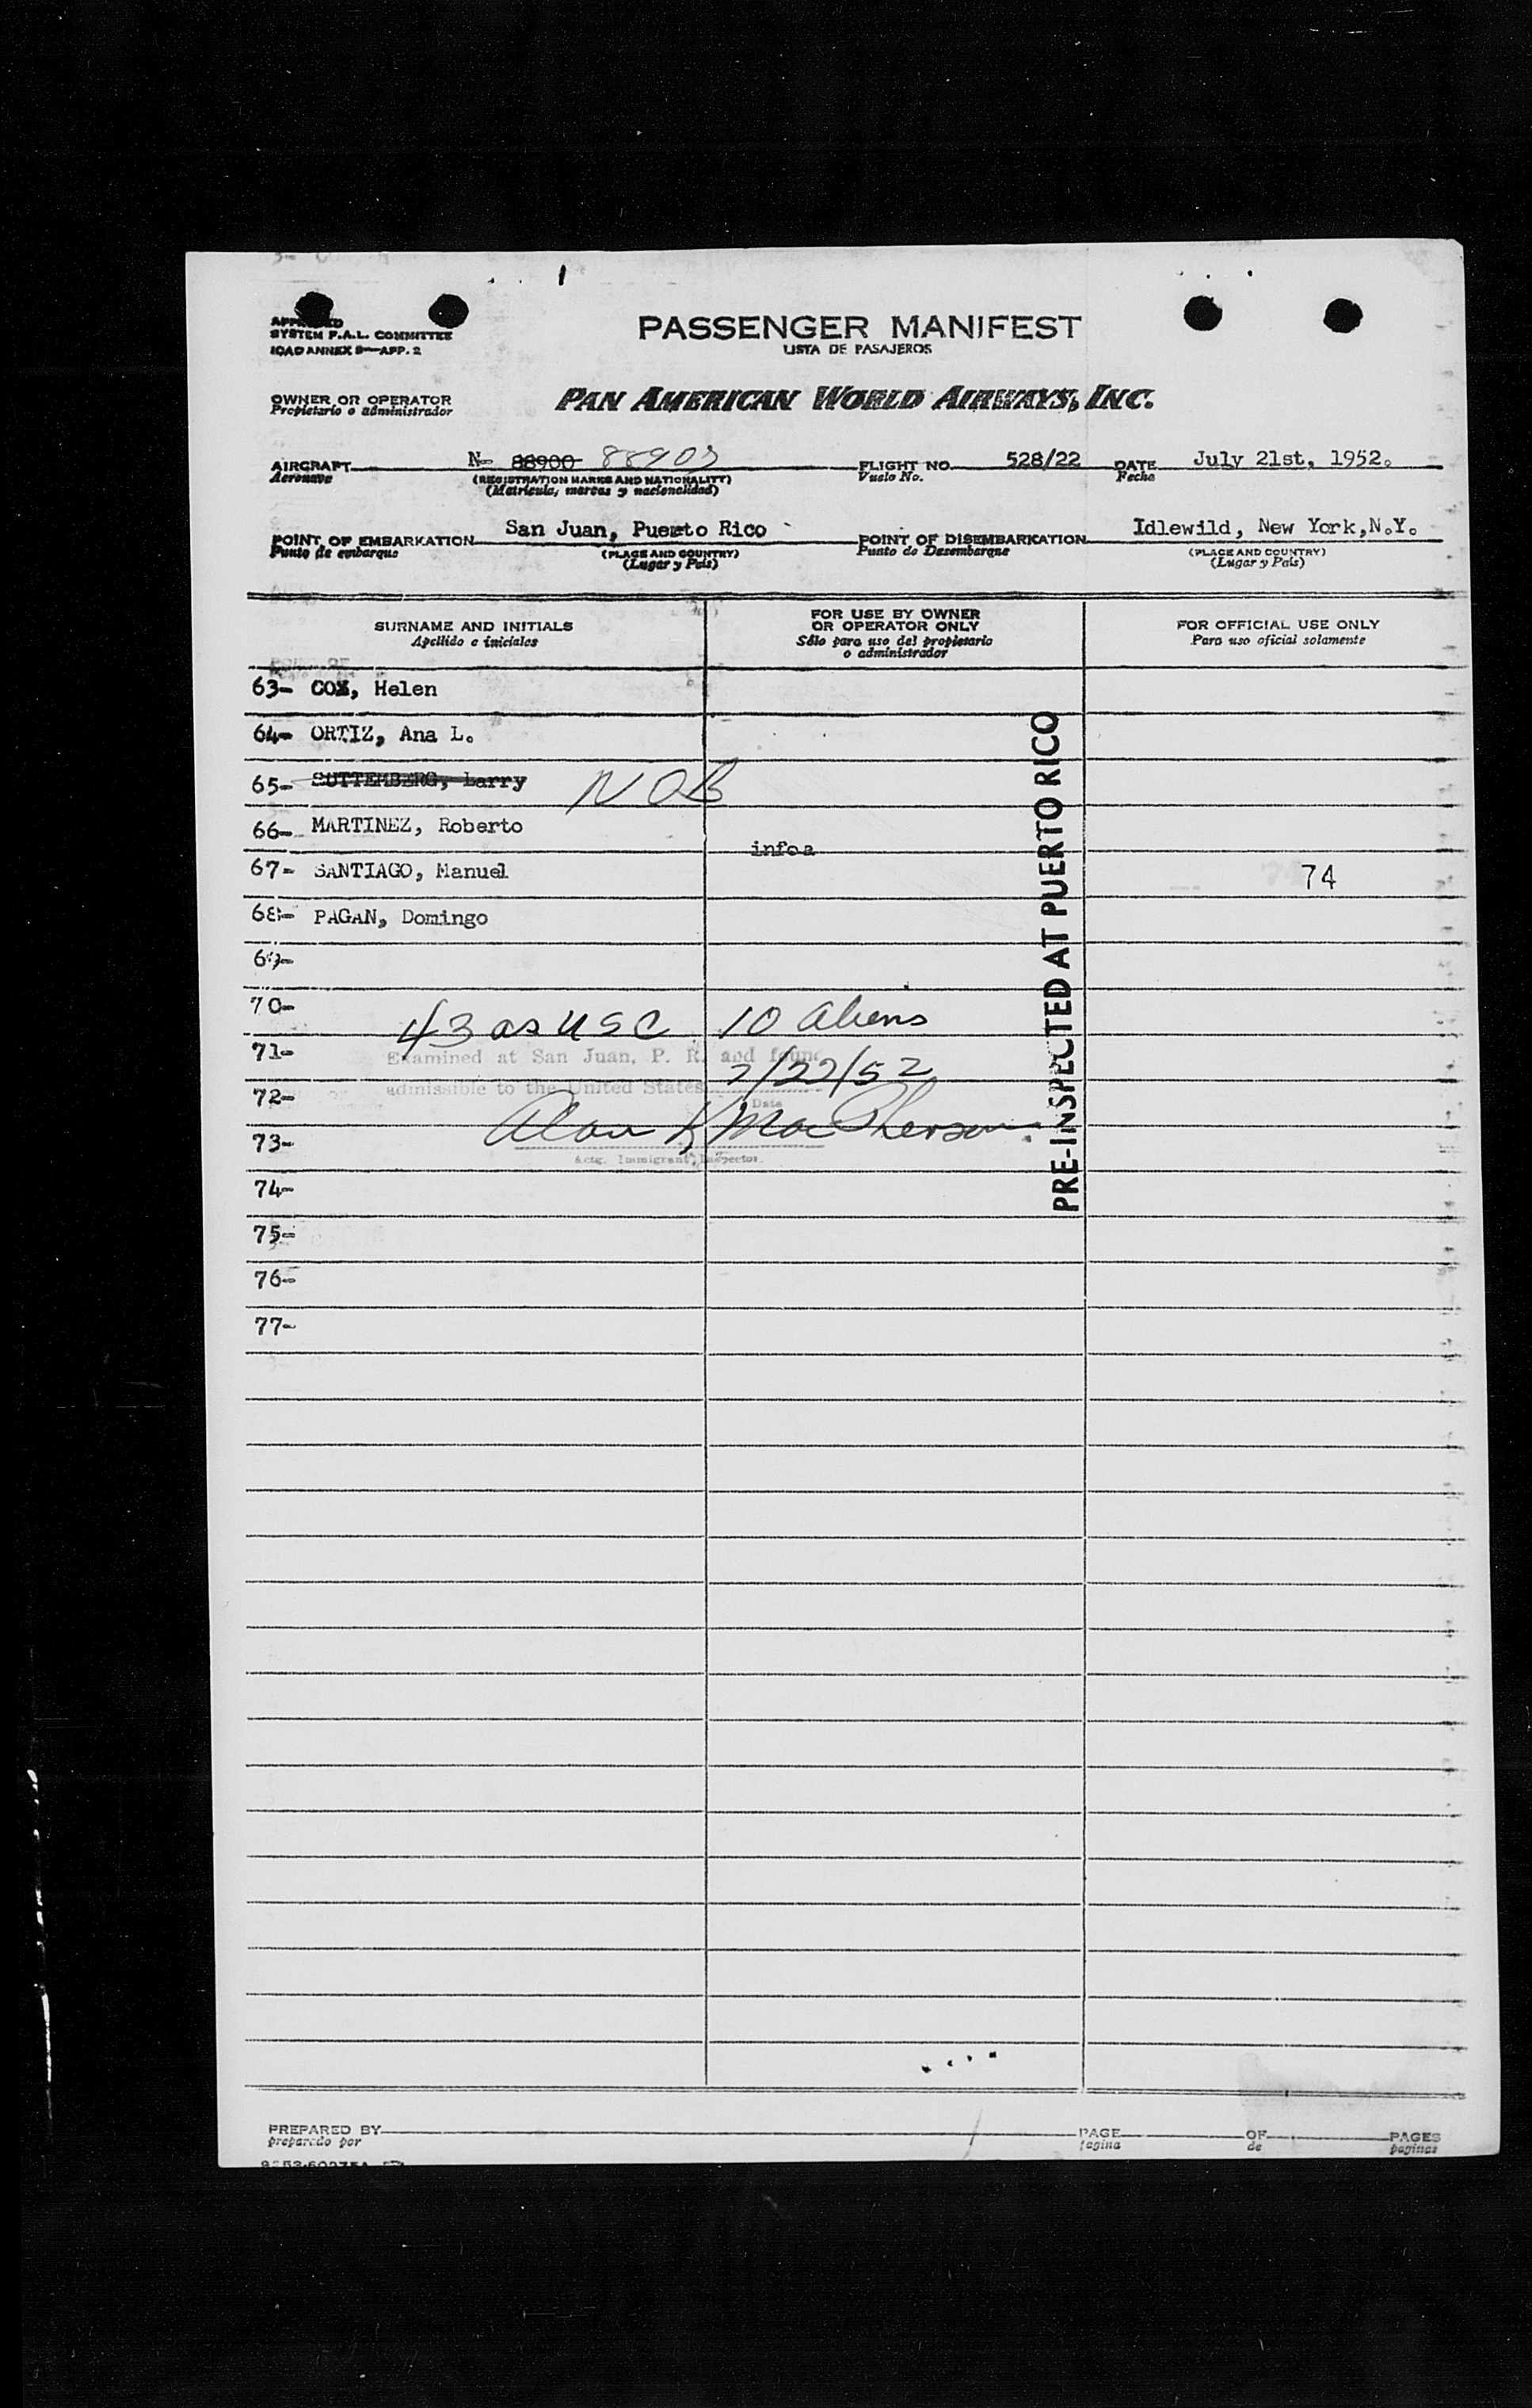 APPROVED
SYSTEM F.A.L. COMMITTEE
ICAO ANNEX 9—APP. 2
PASSENGER MANIFEST
LISTA DE PASAJEROS
OWNER OR OPERATOR
Propietario o administrador
PAN AMERICAN WORLD AIRWAYS, INC.
AIRCRAFT N- 88900 88903 FLIGHT NO. 528/22 DATE July 21st, 1952.
Aeronave (REGISTRATION MARKS AND NATIONALITY) Vuelo No. Fecha
(Matricula, marcas y nacionalidad)
POINT OF EMBARKATION San Juan, Puerto Rico POINT OF DISEMBARKATION Idlewild, New York,N.Y.
Punto de embarque (PLACE AND COUNTRY) Punto de Desembarque (PLACE AND COUNTRY)
(Lugar y País) (Lugar y País)
SURNAME AND INITIALS
Apellido e iniciales
FOR USE BY OWNER
OR OPERATOR ONLY
Sólo para uso del propietario
o administrador
FOR OFFICIAL USE ONLY
Para uso oficial solamente
63- COX, Helen
64- ORTIZ, Ana L.
65- Larry NOB
66- MARTINEZ, Roberto
67- SANTIAGO, Manuel 74
68- PAGAN, Domingo
69-
70- 43 as USC 10 aliens
71- Examined at San Juan, P. R. and found
admissible to the United States 7/22/52
72- Date
Alan K MacPherson
73- Actg. Immigrant Inspector.
74-
75-
76-
77-
PRE-INSPECTED AT PUERTO RICO
PREPARED BY PAGE OF PAGES
preparado por pagina de paginas